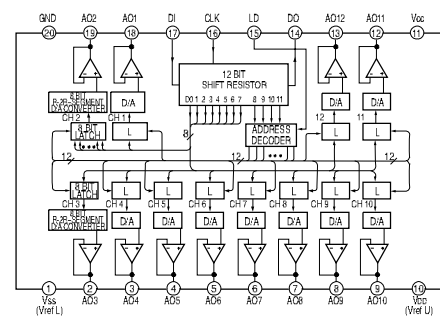 GND AO2 AO1 DI CLK LD DO AO12 AO11 Vcc
20 19 18 17 16 15 14 13 12 11
12 BIT
SHIFT RESISTOR
D0 1 2 3 4 5 6 7 8 9 10 11
8 BIT
R-2R-SEGMENT
D/A CONVERTER
D/A D/A D/A
CH 2 CH 1 12 11
8 BIT
LATCH
L 8 ADDRESS
DECODER
L L
12 12 12
8 BIT
LATCH
L L L L L L L
CH 3 CH 4 CH 5 CH 6 CH 7 CH 8 CH 9 CH 10
8 BIT
R-2R-SEGMENT
D/A CONVERTER
D/A D/A D/A D/A D/A D/A D/A
1 2 3 4 5 6 7 8 9 10
Vss AO3 AO4 AO5 AO6 AO7 AO8 AO9 AO10 VDD
(Vref L) (Vref U)